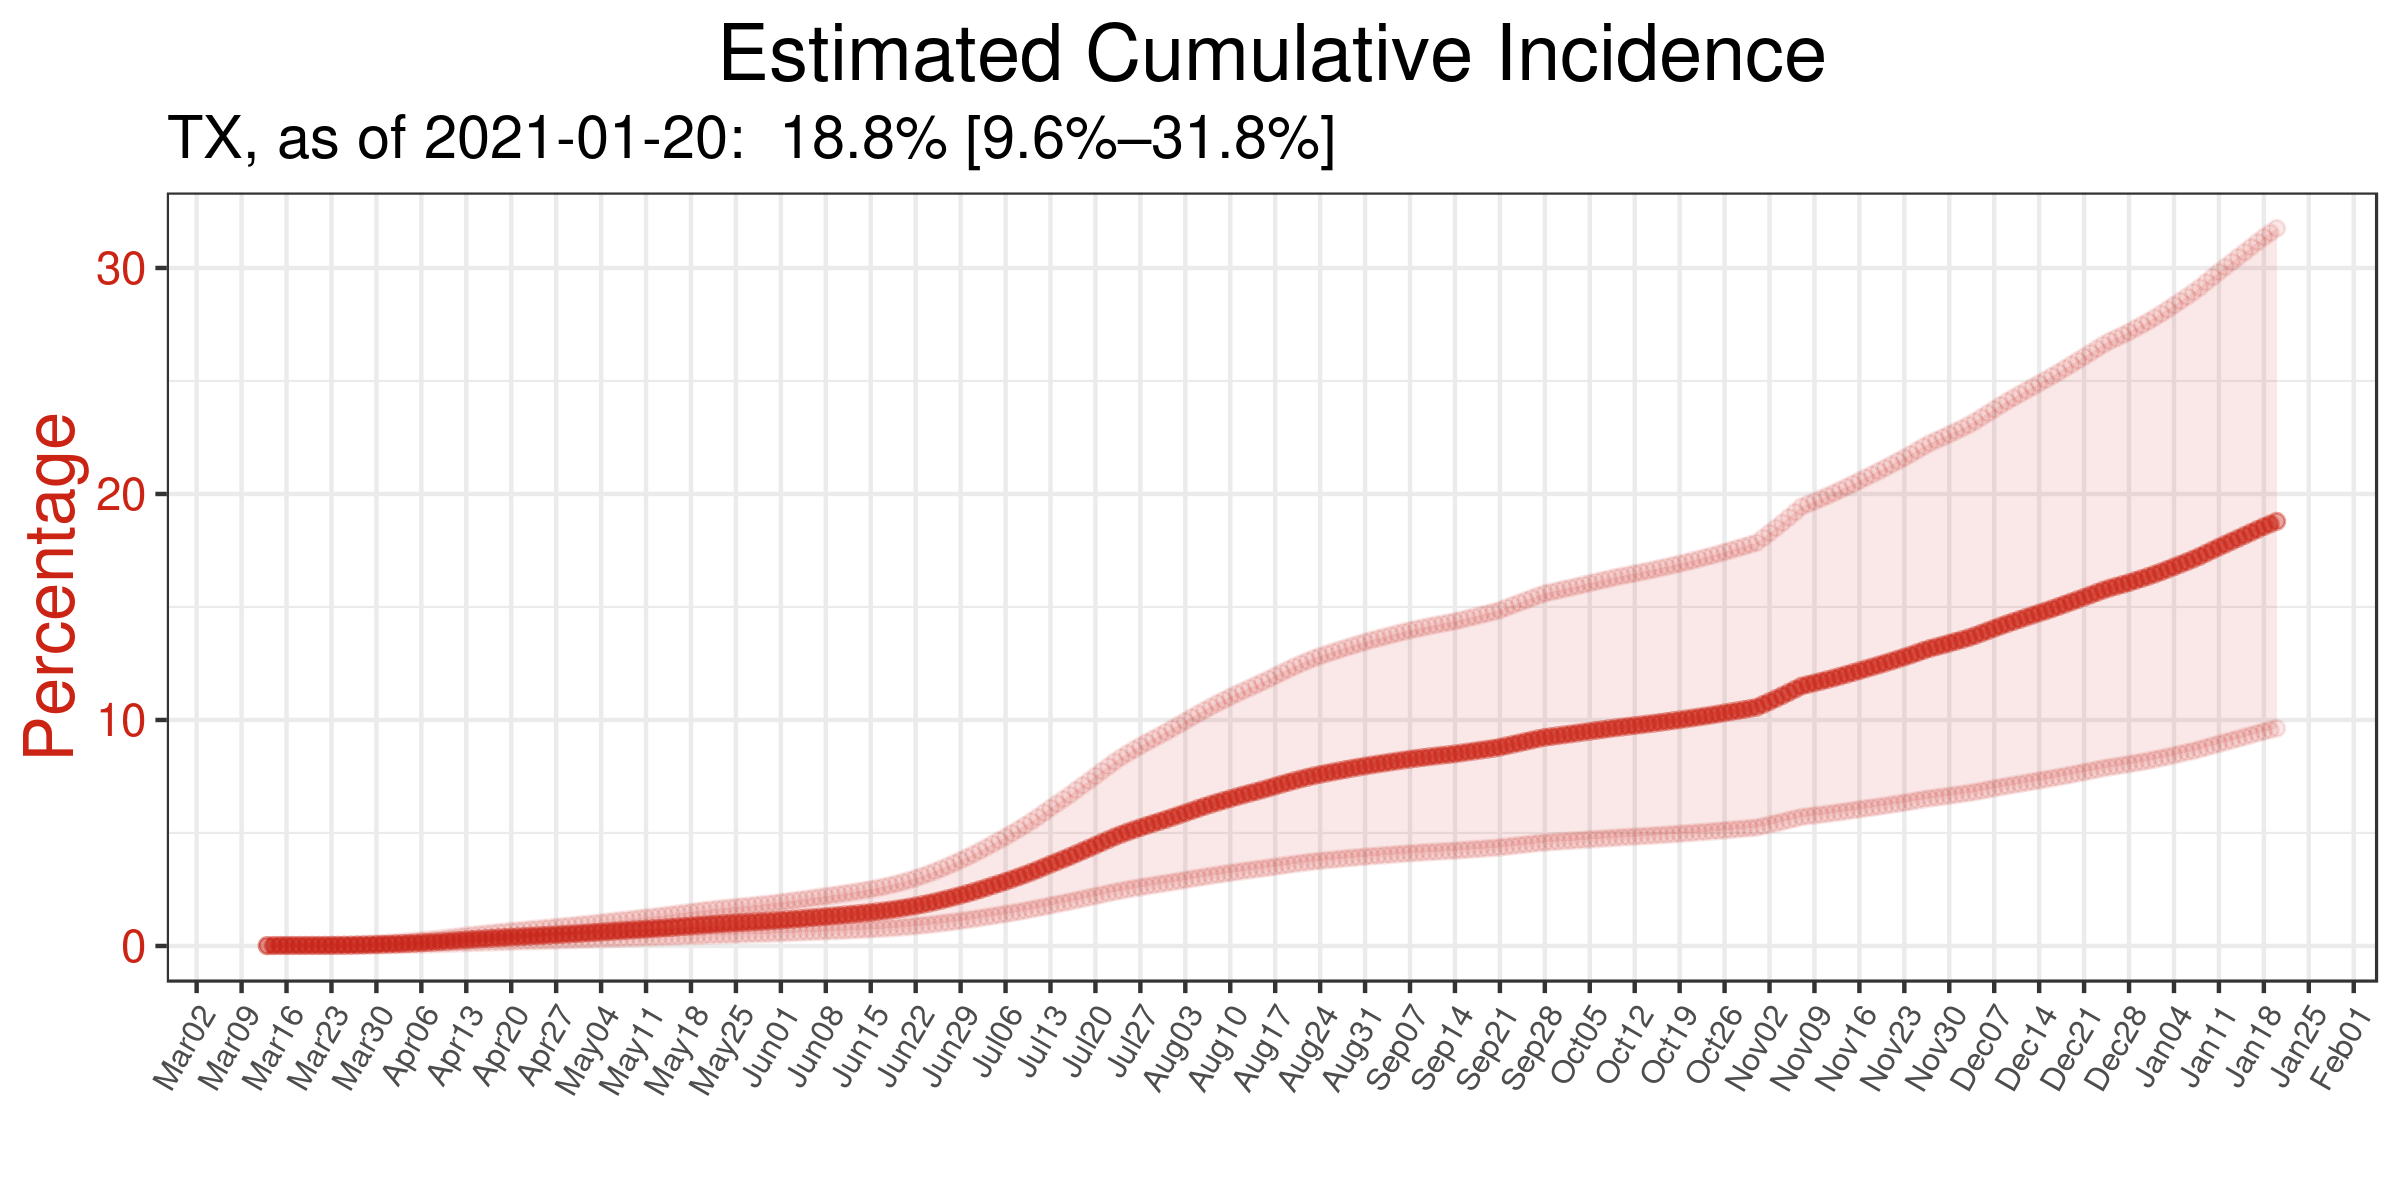 Estimated Cumulative Incidence
TX, as of 2021-01-20:  18.8% [9.6%–31.8%]
Percentage
30
20
10
0
Mar02
Mar09
Mar16
Mar23
Mar30
Apr06
Apr13
Apr20
Apr27
May04
May11
May18
May25
Jun01
Jun08
Jun15
Jun22
Jun29
Jul06
Jul13
Jul20
Jul27
Aug03
Aug10
Aug17
Aug24
Aug31
Sep07
Sep14
Sep21
Sep28
Oct05
Oct12
Oct19
Oct26
Nov02
Nov09
Nov16
Nov23
Nov30
Dec07
Dec14
Dec21
Dec28
Jan04
Jan11
Jan18
Jan25
Feb01